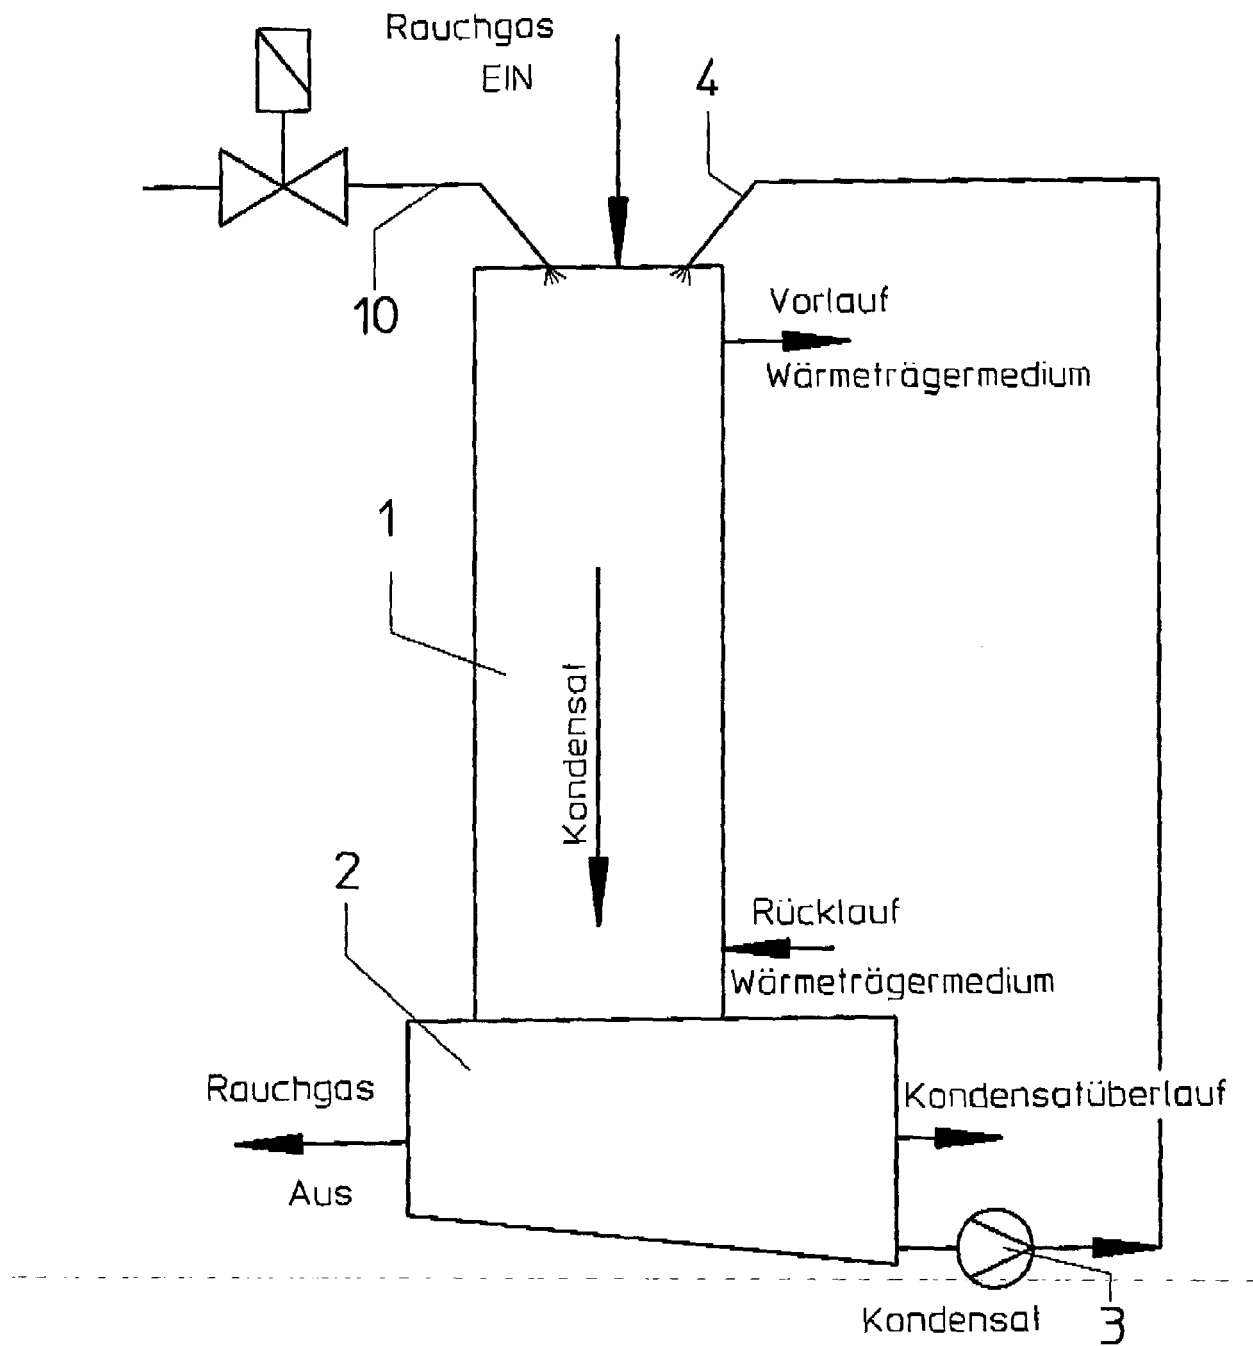 Rauchgas
EIN
4
10
Vorlauf
Wärmeträgermedium
1
Kondensat
2
Rücklauf
Wärmeträgermedium
Rauchgas
Aus
Kondensatüberlauf
Kondensat
3